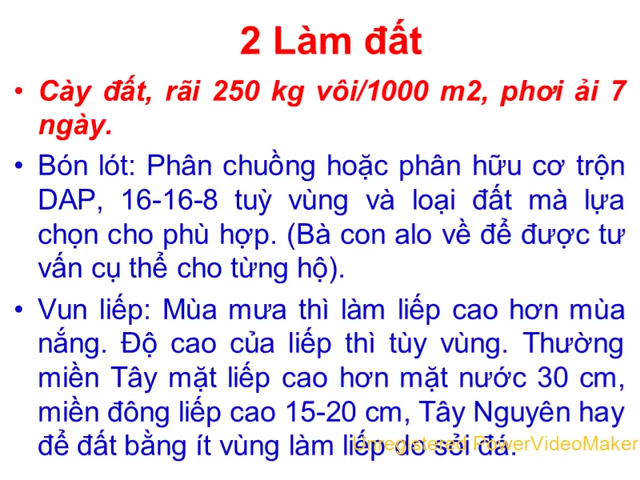 2 Làm đất
• Cày đất, rãi 250 kg vôi/1000 m2, phơi ải 7
ngày.
• Bón lót: Phân chuồng hoặc phân hữu cơ trộn
DAP, 16-16-8 tuỳ vùng và loại đất mà lựa
chọn cho phù hợp. (Bà con alo về để được tư
vấn cụ thể cho từng hộ).
• Vun liếp: Mùa mưa thì làm liếp cao hơn mùa
nắng. Độ cao của liếp thì tùy vùng. Thường
miền Tây mặt liếp cao hơn mặt nước 30 cm,
miền đông liếp cao 15-20 cm, Tây Nguyên hay
để đất bằng ít vùng làm liếp do sỏi đá.
Unregistered PowerVideoMaker